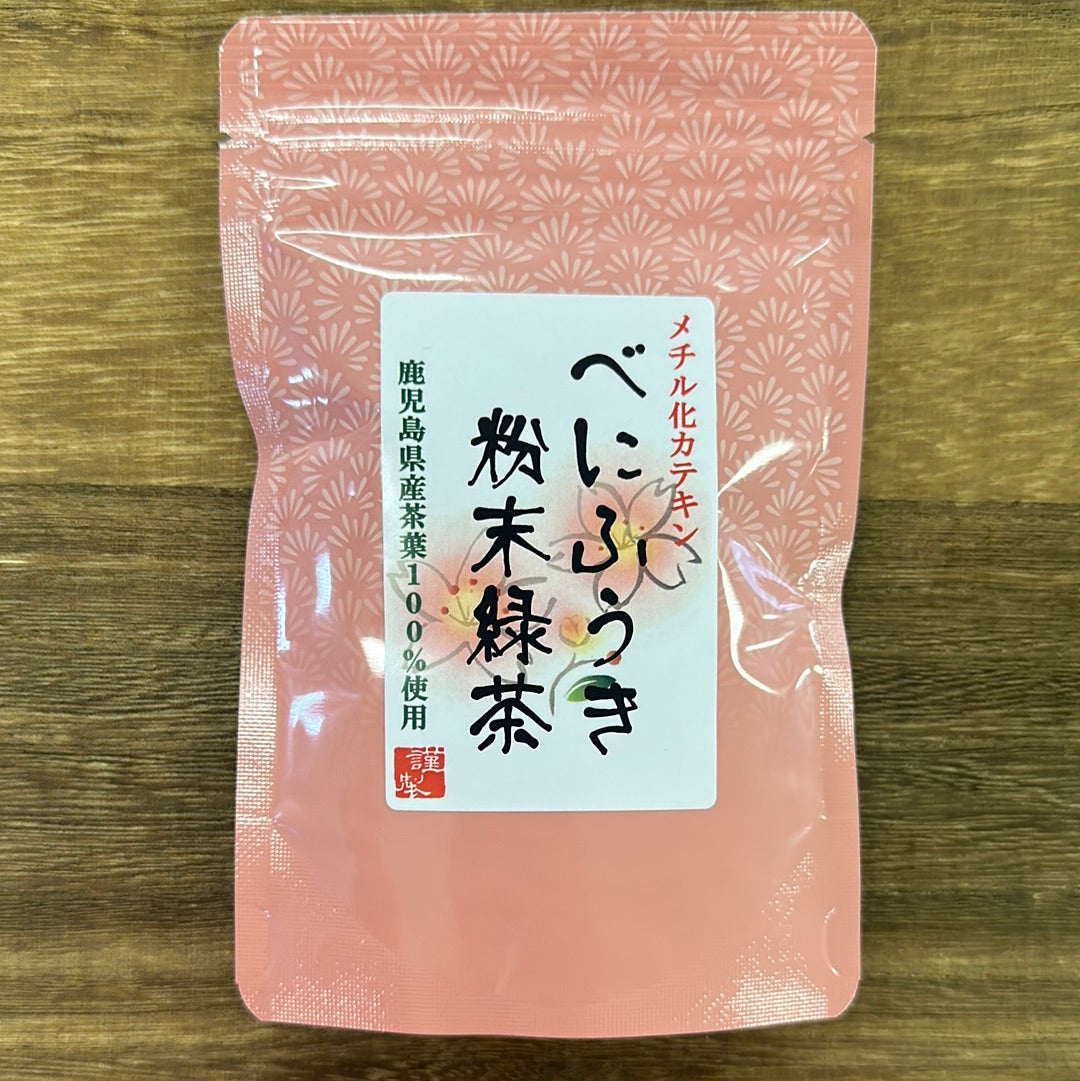 メチル化カテキン
べにふうき
粉末緑茶
鹿児島県産茶葉100%使用
謹製